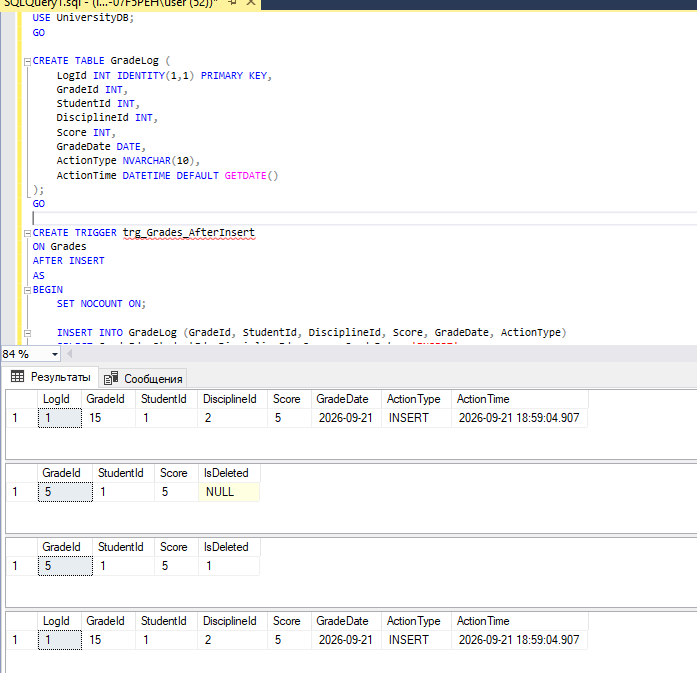 SQLQuery1.sql - (l...-07F5PEH\user (52))*
USE UniversityDB;
GO
CREATE TABLE GradeLog (
LogId INT IDENTITY(1,1) PRIMARY KEY,
GradeId INT,
StudentId INT,
DisciplineId INT,
Score INT,
GradeDate DATE,
ActionType NVARCHAR(10),
ActionTime DATETIME DEFAULT GETDATE()
);
GO
CREATE TRIGGER trg_Grades_AfterInsert
ON Grades
AFTER INSERT
AS
BEGIN
SET NOCOUNT ON;
INSERT INTO GradeLog (GradeId, StudentId, DisciplineId, Score, GradeDate, ActionType)
84 %
Результаты Сообщения
LogId GradeId StudentId DisciplineId Score GradeDate ActionType ActionTime
1 1 15 1 2 5 2026-09-21 INSERT 2026-09-21 18:59:04.907
GradeId StudentId Score IsDeleted
1 5 1 5 NULL
GradeId StudentId Score IsDeleted
1 5 1 5 1
LogId GradeId StudentId DisciplineId Score GradeDate ActionType ActionTime
1 1 15 1 2 5 2026-09-21 INSERT 2026-09-21 18:59:04.907